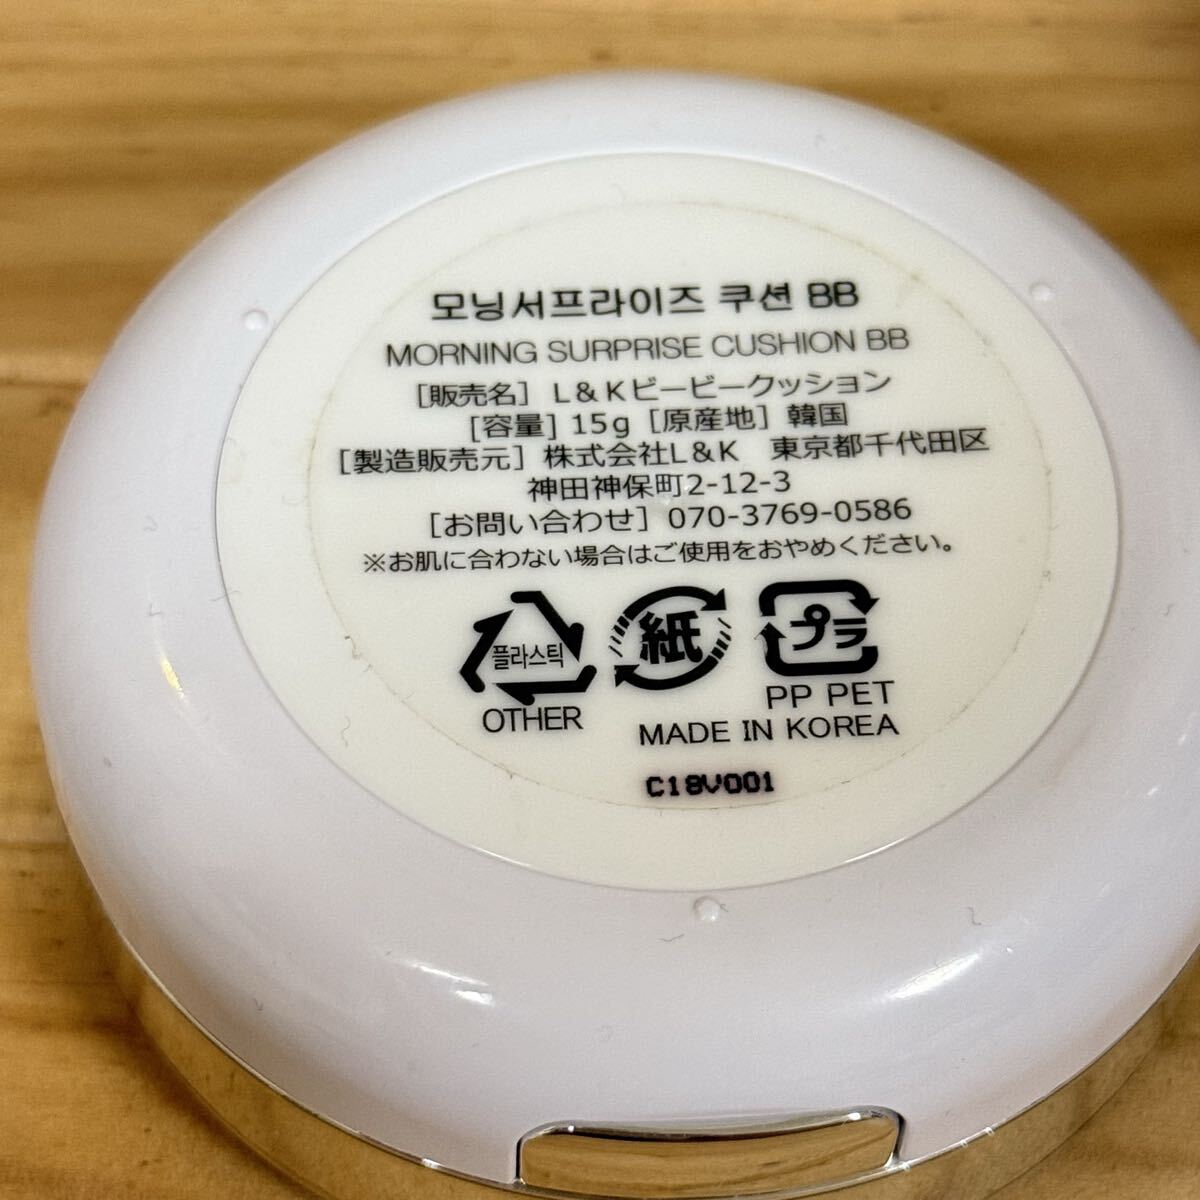 모닝서프라이즈 쿠션 BB
MORNING SURPRISE CUSHION BB
[販売名] L&Kビービークッション
[容量] 15g [原産地] 韓国
[製造販売元] 株式会社L&K 東京都千代田区
神田神保町2-12-3
[お問い合わせ] 070-3769-0586
※お肌に合わない場合はご使用をおやめください。
플라스틱 紙 プラ
OTHER PP PET
MADE IN KOREA
C18V001